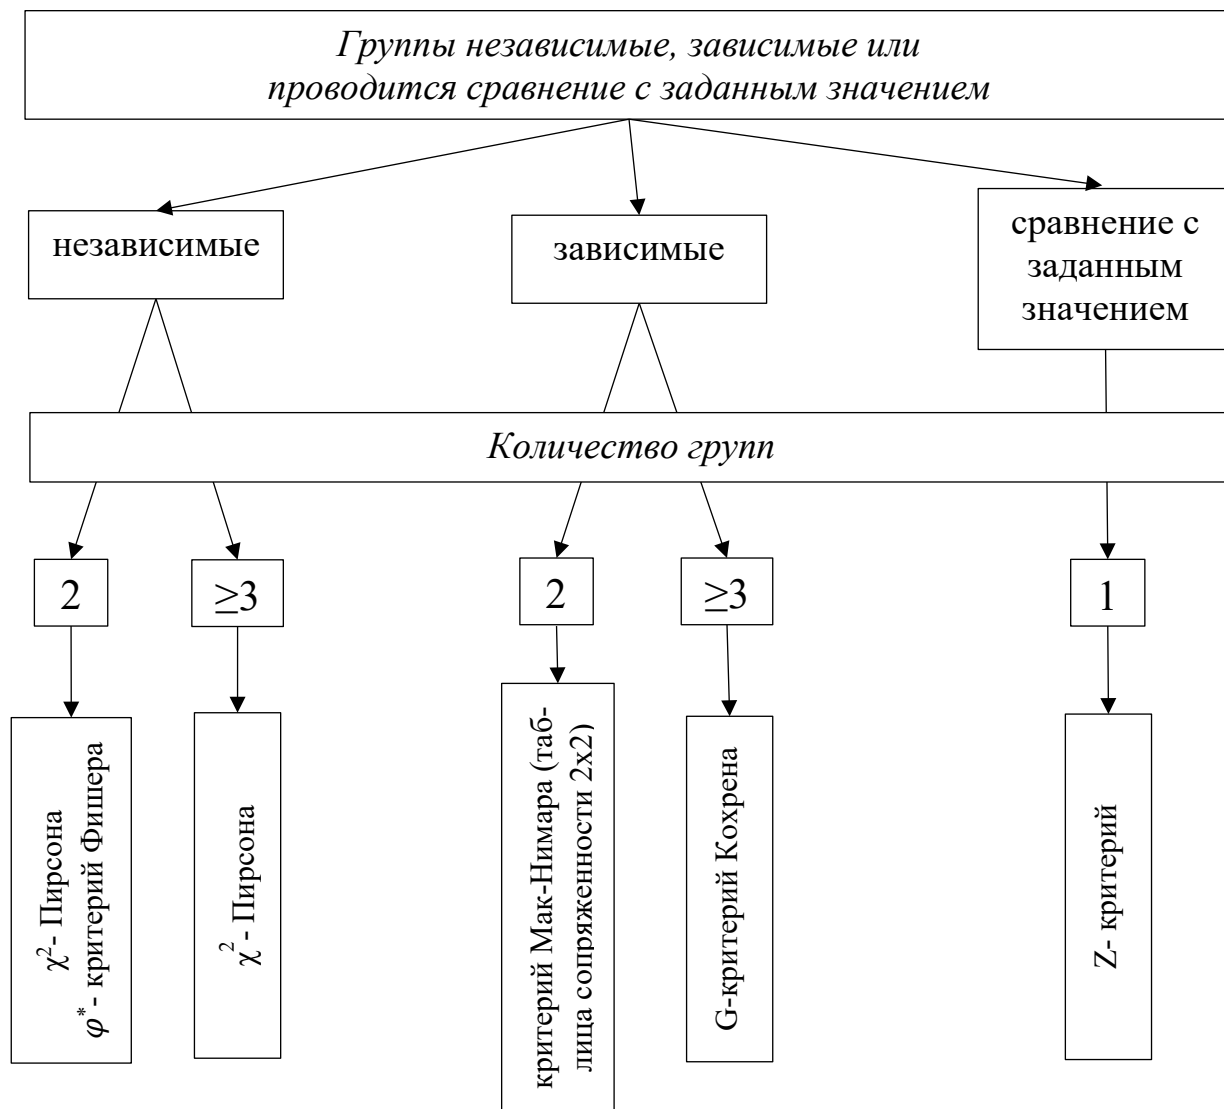 Группы независимые, зависимые или
проводится сравнение с заданным значением
независимые
зависимые
сравнение с
заданным
значением
Количество групп
2
≥3
2
≥3
1
χ²- Пирсона
φ*- критерий Фишера
χ² - Пирсона
критерий Мак-Нимара (таб-
лица сопряженности 2х2)
G-критерий Кохрена
Z- критерий